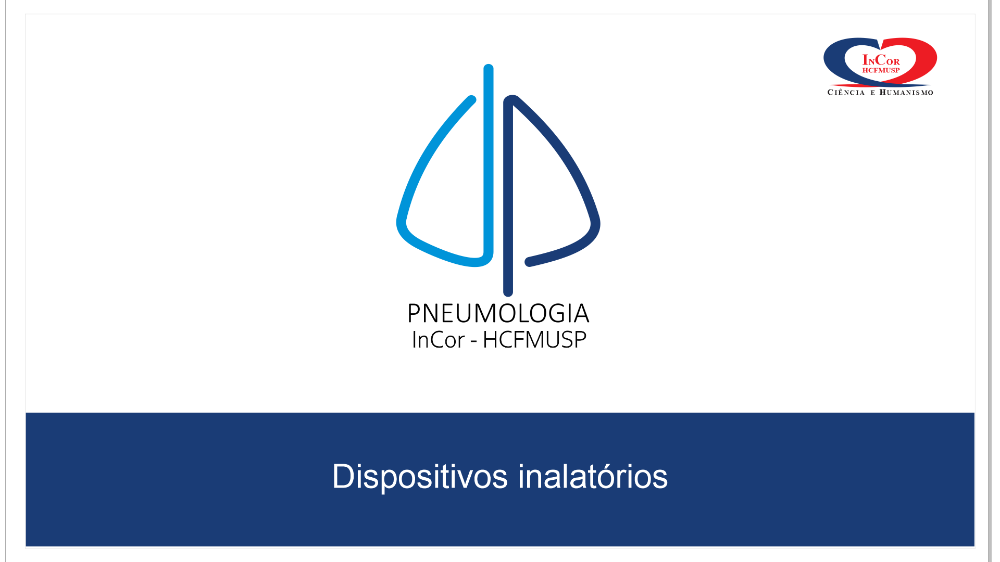 INCOR
HCFMUSP
CIÊNCIA E HUMANISMO
PNEUMOLOGIA
InCor - HCFMUSP
Dispositivos inalatórios